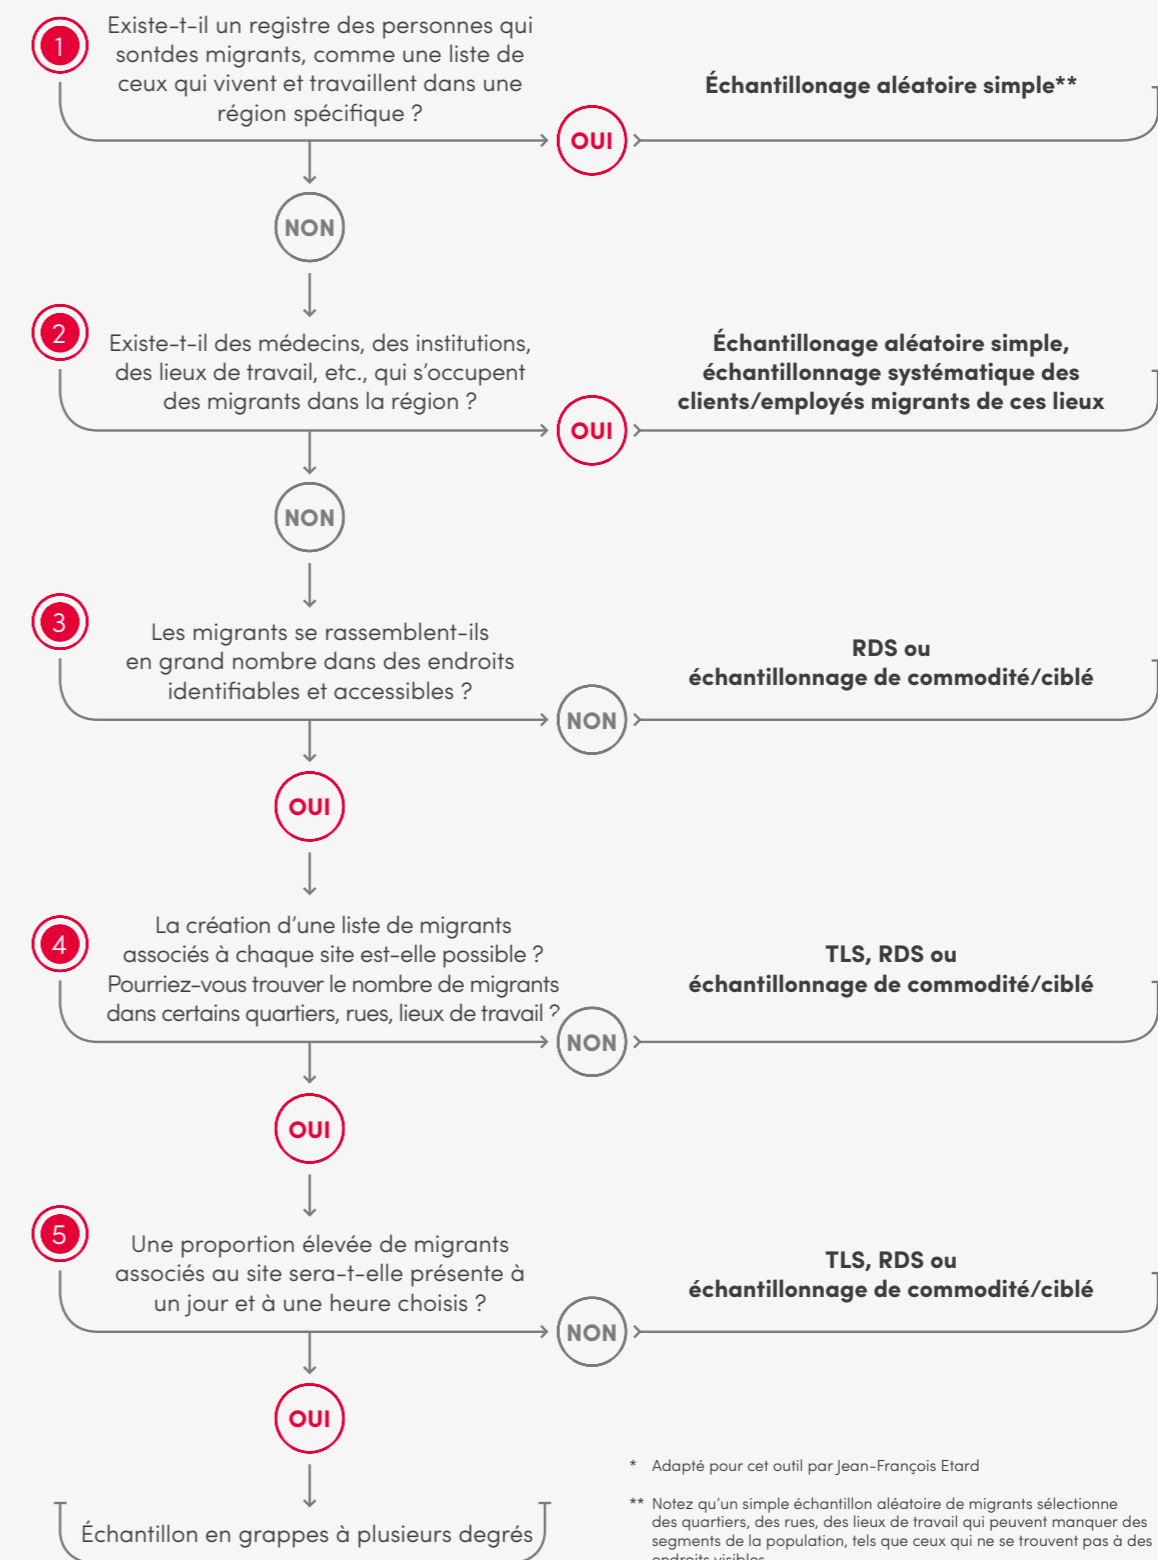 1
Existe-t-il un registre des personnes qui
sontdes migrants, comme une liste de
ceux qui vivent et travaillent dans une
région spécifique ?
Échantillonage aléatoire simple**
OUI
NON
2
Existe-t-il des médecins, des institutions,
des lieux de travail, etc., qui s'occupent
des migrants dans la région ?
Échantillonage aléatoire simple,
échantillonnage systématique des
clients/employés migrants de ces lieux
OUI
NON
3
Les migrants se rassemblent-ils
en grand nombre dans des endroits
identifiables et accessibles ?
RDS ou
échantillonnage de commodité/ciblé
NON
OUI
4
La création d'une liste de migrants
associés à chaque site est-elle possible ?
Pourriez-vous trouver le nombre de migrants
dans certains quartiers, rues, lieux de travail ?
TLS, RDS ou
échantillonnage de commodité/ciblé
NON
OUI
5
Une proportion élevée de migrants
associés au site sera-t-elle présente à
un jour et à une heure choisis ?
TLS, RDS ou
échantillonnage de commodité/ciblé
NON
OUI
Échantillon en grappes à plusieurs degrés
* Adapté pour cet outil par Jean-François Etard
** Notez qu'un simple échantillon aléatoire de migrants sélectionne
des quartiers, des rues, des lieux de travail qui peuvent manquer des
segments de la population, tels que ceux qui ne se trouvent pas à des
endroits visibles